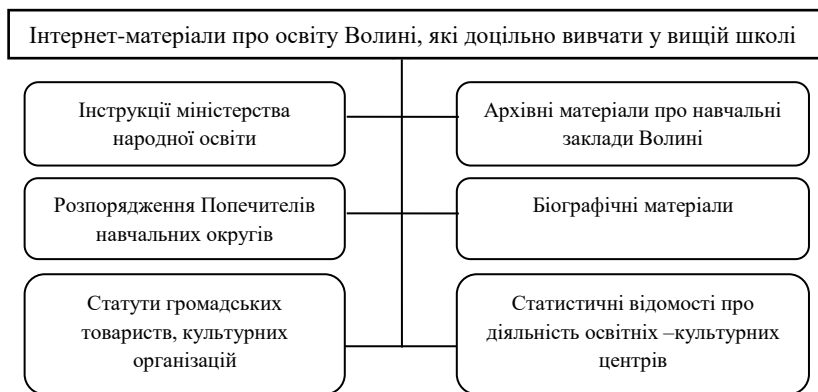 Інтернет-матеріали про освіту Волині, які доцільно вивчати у вищій школі
Інструкції міністерства
народної освіти
Архівні матеріали про навчальні
заклади Волині
Розпорядження Попечителів
навчальних округів
Біографічні матеріали
Статути громадських
товариств, культурних
організацій
Статистичні відомості про
діяльність освітніх –культурних
центрів